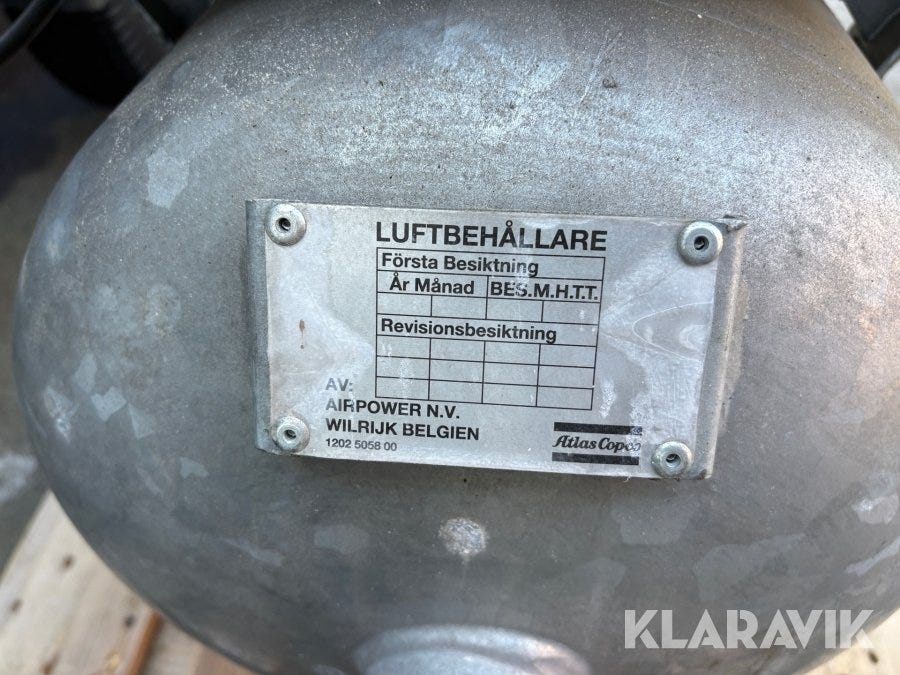 LUFTBEHÅLLARE
Första Besiktning
År Månad BES.M.H.T.T.
Revisionsbesiktning
AV:
AIRPOWER N.V.
WILRIJK BELGIEN
1202 5058 00
Atlas Copco
KLARAVIK